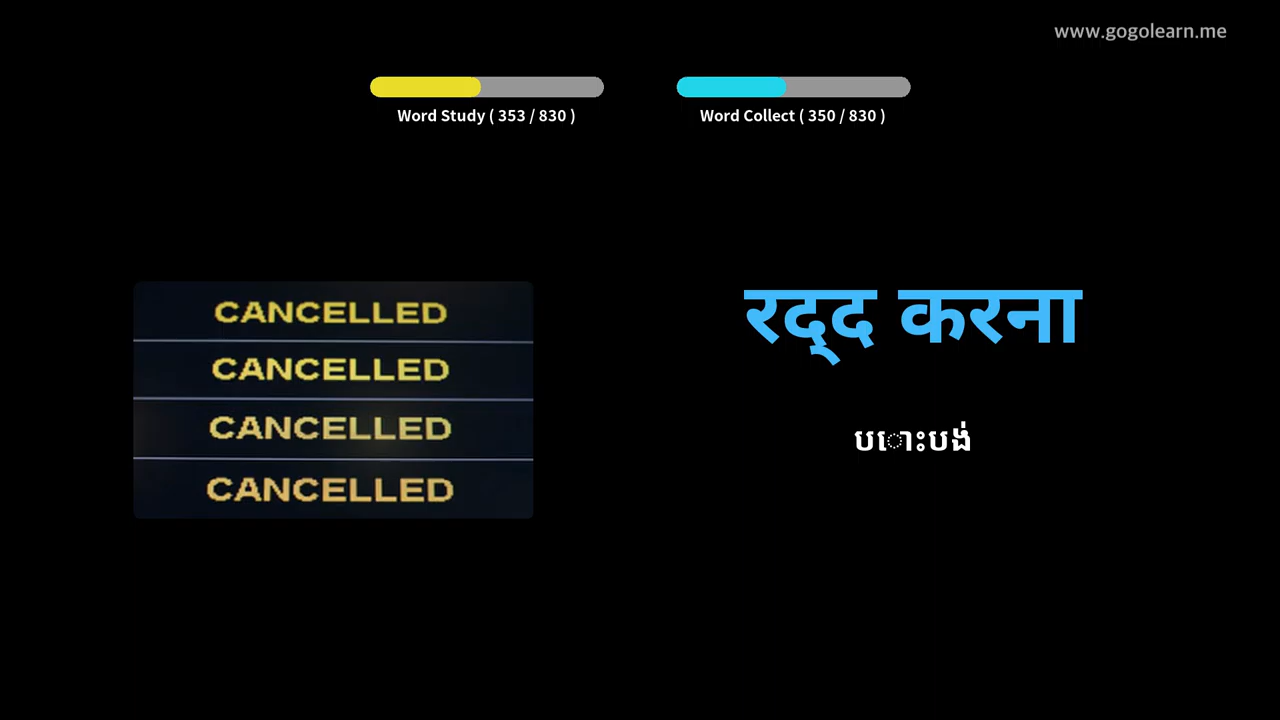 www.gogolearn.me
Word Study ( 353 / 830 )
Word Collect ( 350 / 830 )
CANCELLED
CANCELLED
CANCELLED
CANCELLED
रद्द करना
បោះបង់